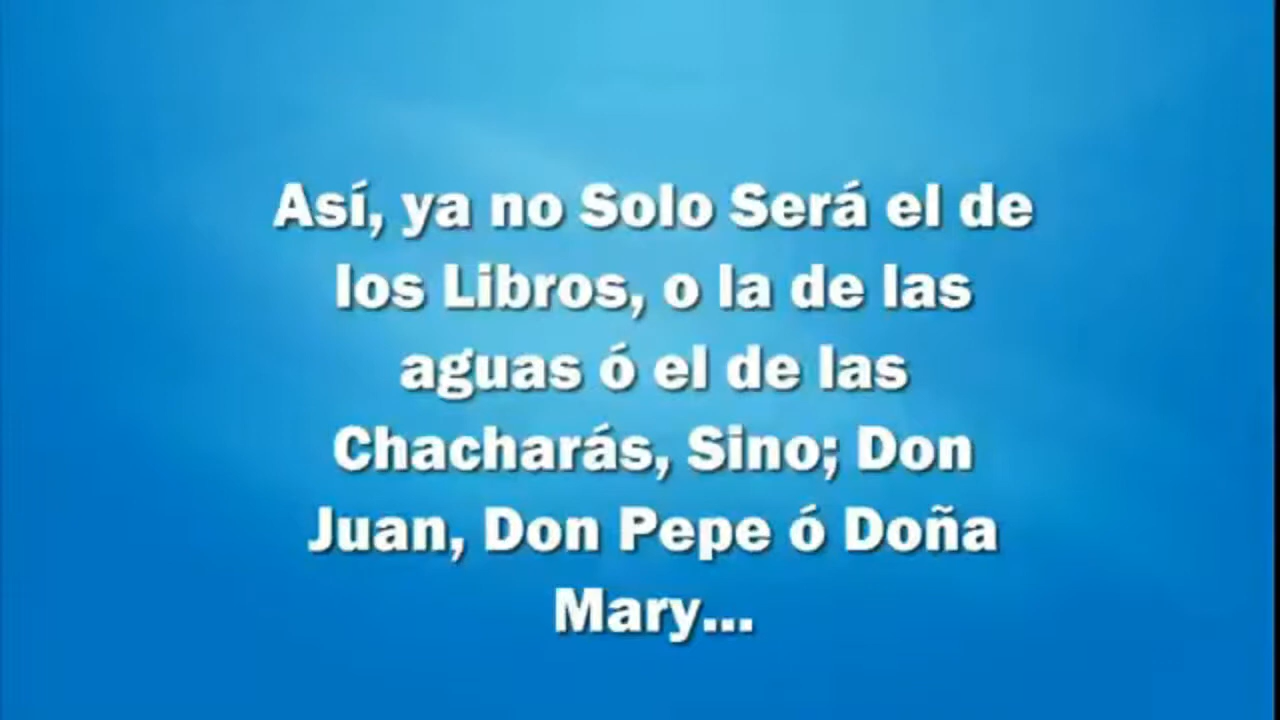 Así, ya no Solo Será el de
los Libros, o la de las
aguas ó el de las
Chacharás, Sino; Don
Juan, Don Pepe ó Doña
Mary...